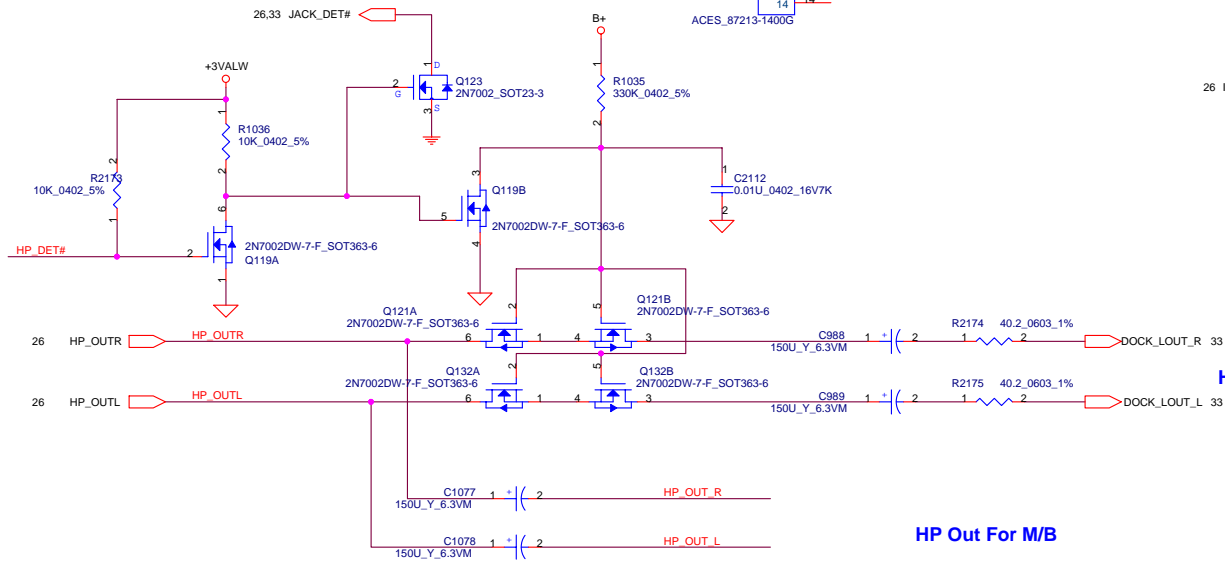 14
14
ACES_87213-1400G
26,33 JACK_DET#
B+
1 D
+3VALW
2
G
Q123
2N7002_SOT23-3
3 S
1
R1035
330K_0402_5%
2
26
1
R1036
10K_0402_5%
2
2
R2173
10K_0402_5%
1
3
Q119B
5
2N7002DW-7-F_SOT363-6
4
1
C2112
0.01U_0402_16V7K
2
6
HP_DET#
2
2N7002DW-7-F_SOT363-6
Q119A
1
Q121A
2N7002DW-7-F_SOT363-6
2
5
Q121B
2N7002DW-7-F_SOT363-6
26 HP_OUTR
HP_OUTR
6 1 4 3
C988
150U_Y_6.3VM
1 + 2
R2174 40.2_0603_1%
1 2
DOCK_LOUT_R 33
Q132A
2N7002DW-7-F_SOT363-6
2
5
Q132B
2N7002DW-7-F_SOT363-6
H
26 HP_OUTL
HP_OUTL
6 1 4 3
C989
150U_Y_6.3VM
1 + 2
R2175 40.2_0603_1%
1 2
DOCK_LOUT_L 33
C1077
150U_Y_6.3VM
1 + 2
HP_OUT_R
C1078
150U_Y_6.3VM
1 + 2
HP_OUT_L
HP Out For M/B